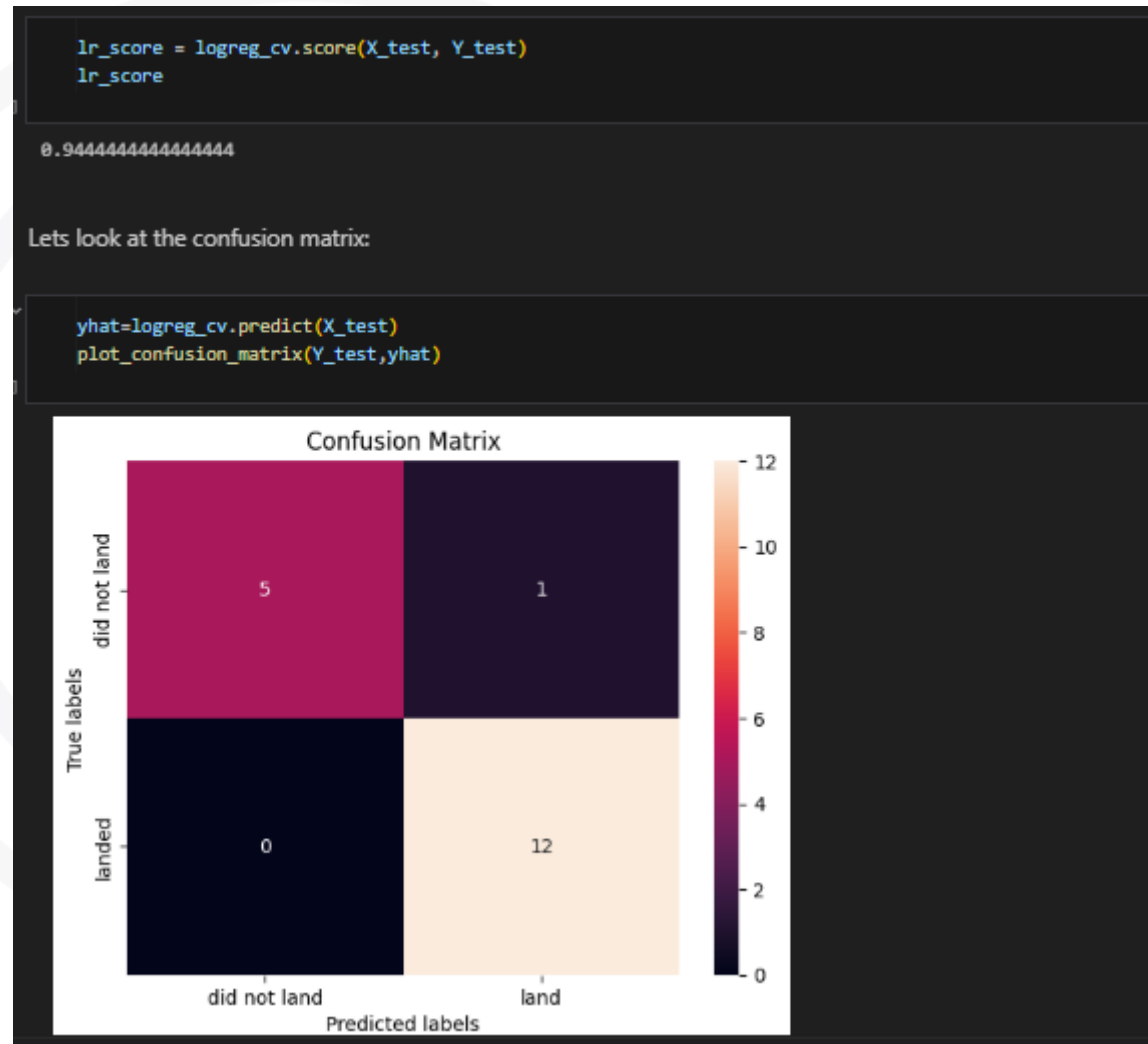 lr_score = logreg_cv.score(X_test, Y_test)
lr_score
0.9444444444444444
Lets look at the confusion matrix:
yhat=logreg_cv.predict(X_test)
plot_confusion_matrix(Y_test,yhat)
Confusion Matrix
True labels
did not land
landed
5
1
0
12
did not land
land
Predicted labels
12
10
8
6
4
2
0